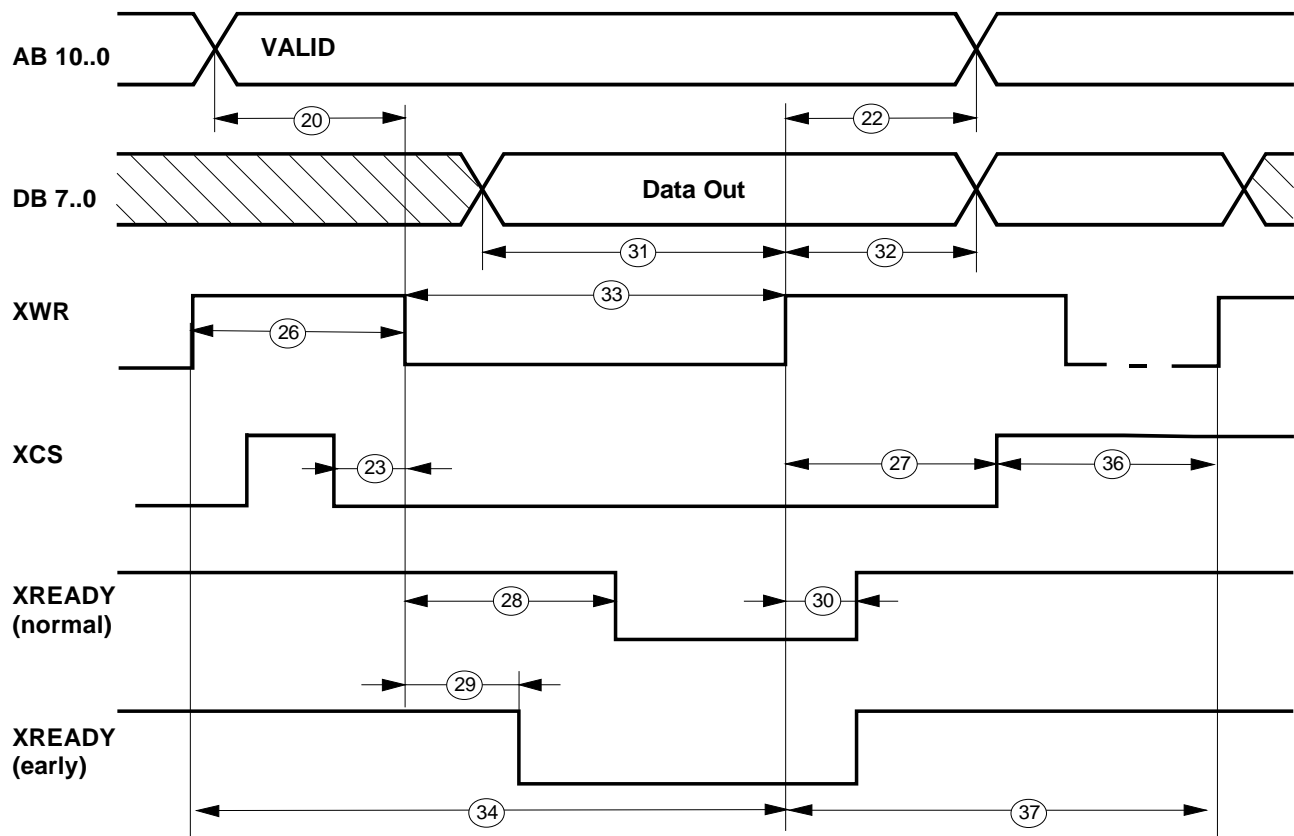 AB 10..0
VALID
20
22
DB 7..0
Data Out
31
32
XWR
33
26
XCS
23
27
36
XREADY
(normal)
28
30
29
XREADY
(early)
34
37